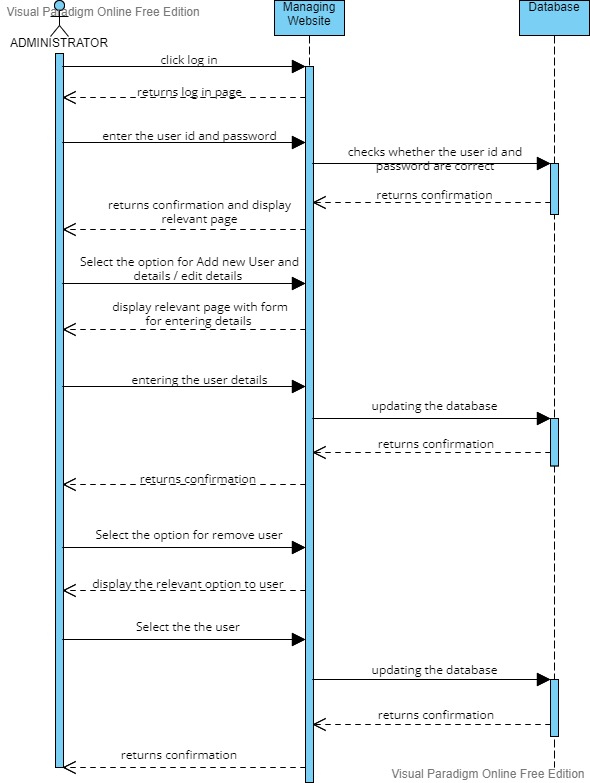 Visual Paradigm Online Free Edition
Managing
Website
Database
ADMINISTRATOR
click log in
returns log in page
enter the user id and password
checks whether the user id and
password are correct
returns confirmation
returns confirmation and display
relevant page
Select the option for Add new User and
details / edit details
display relevant page with form
for entering details
entering the user details
updating the database
returns confirmation
returns confirmation
Select the option for remove user
display the relevant option to user
Select the the user
updating the database
returns confirmation
returns confirmation
Visual Paradigm Online Free Edition